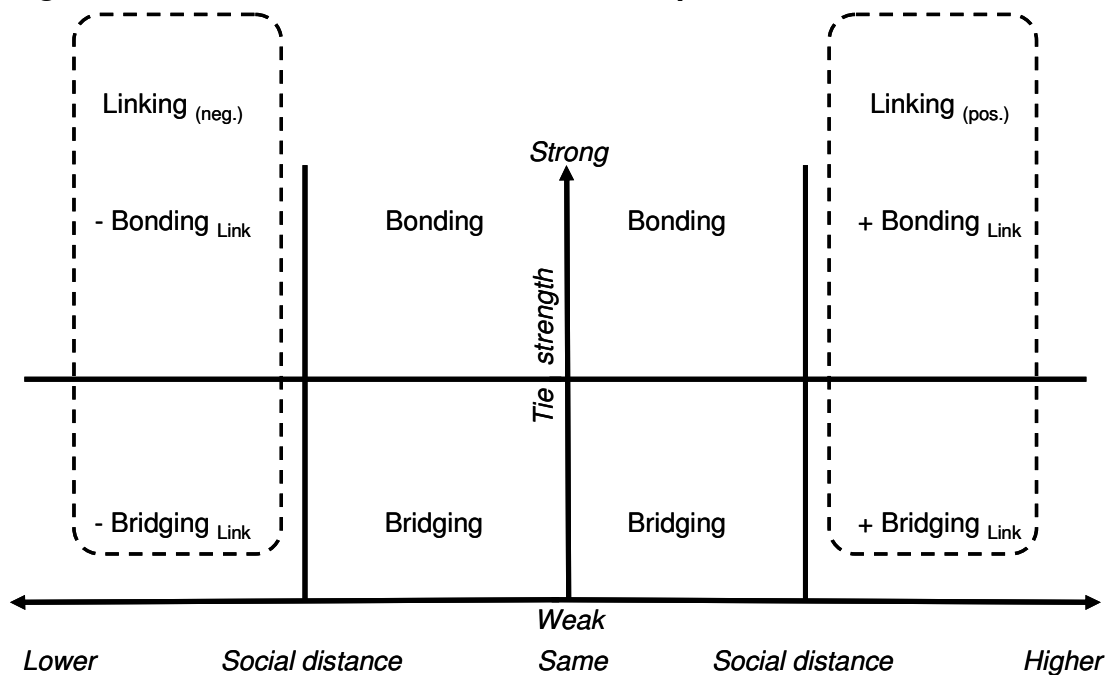 Linking (neg.)
Linking (pos.)
Strong
- Bonding Link
Bonding
Bonding
+ Bonding Link
Tie strength
- Bridging Link
Bridging
Bridging
+ Bridging Link
Weak
Lower
Social distance
Same
Social distance
Higher